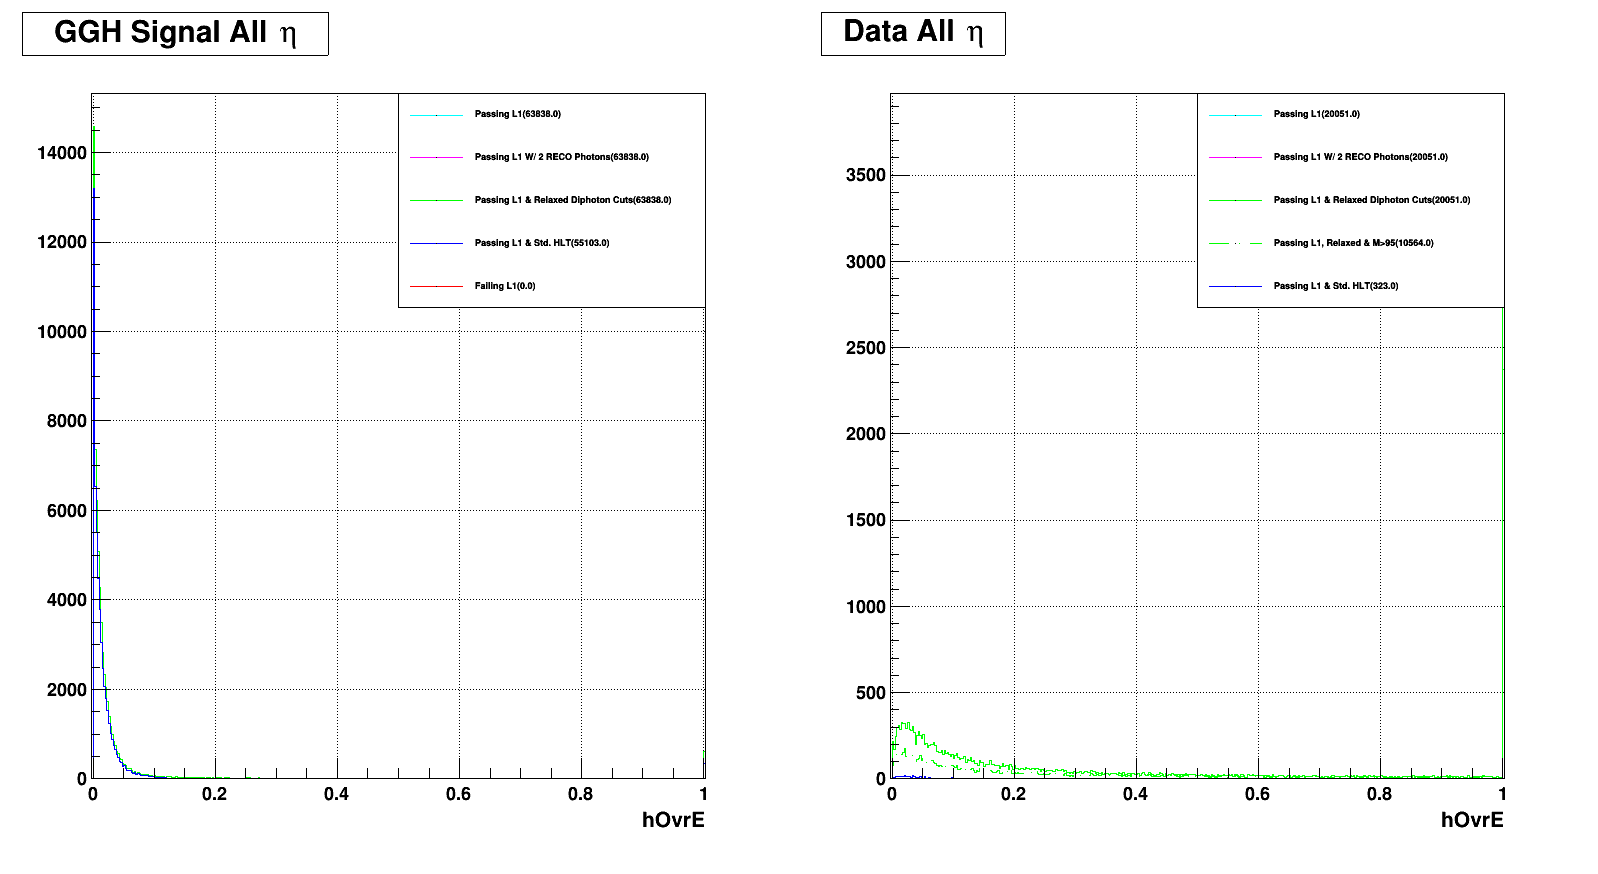 GGH Signal All η
Passing L1(63838.0)
Passing L1 W/ 2 RECO Photons(63838.0)
Passing L1 & Relaxed Diphoton Cuts(63838.0)
Passing L1 & Std. HLT(55103.0)
Failing L1(0.0)
14000
12000
10000
8000
6000
4000
2000
0
0 0.2 0.4 0.6 0.8 1
hOvrE
Data All η
Passing L1(20051.0)
Passing L1 W/ 2 RECO Photons(20051.0)
Passing L1 & Relaxed Diphoton Cuts(20051.0)
Passing L1, Relaxed & M>95(10564.0)
Passing L1 & Std. HLT(323.0)
3500
3000
2500
2000
1500
1000
500
0
0 0.2 0.4 0.6 0.8 1
hOvrE